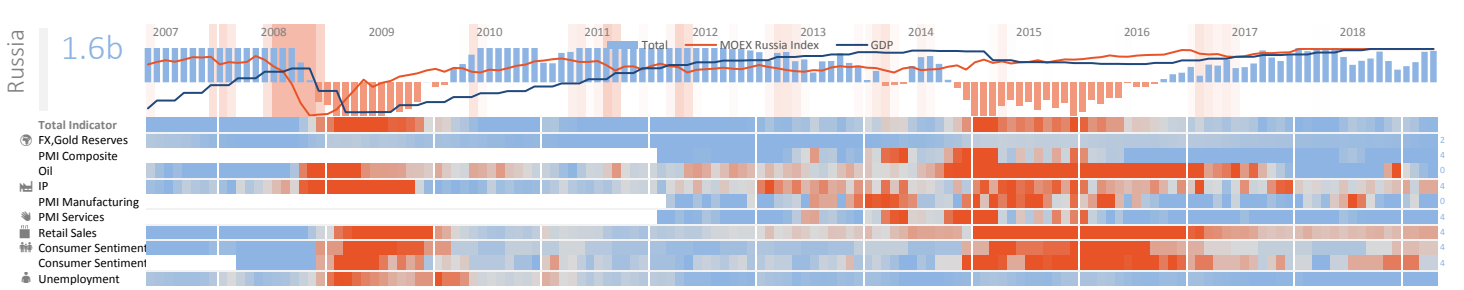 Russia
1.6b
2007 2008 2009 2010 2011 2012 2013 2014 2015 2016 2017 2018
Total MOEX Russia Index GDP
Total Indicator
FX,Gold Reserves 2
PMI Composite 4
Oil 0
IP 4
PMI Manufacturing 0
PMI Services 4
Retail Sales
Consumer Sentiment 4
Consumer Sentiment 4
Unemployment